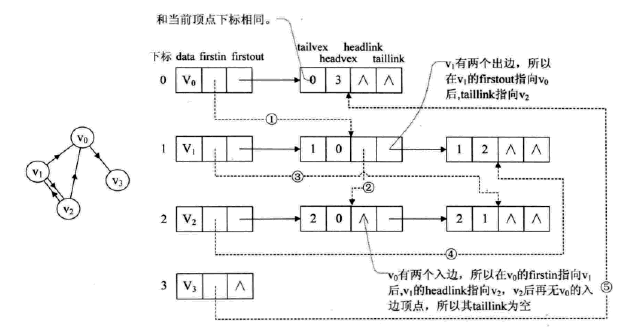 和当前顶点下标相同。
tailvex headlink
下标 data firstin firstout headvex taillink
0 V₀ 0 3 ∧ ∧
v₁有两个出边，所以
在v₁的firstout指向v₀
后,taillink指向v₂
①
1 V₁ 1 0 1 2 ∧ ∧
v₀
v₁
v₃
v₂
③
②
2 V₂ 2 0 ∧ 2 1 ∧ ∧
④
v₀有两个入边，所以在v₀的firstin指向v₁
后,v₁的headlink指向v₂，v₂后再无v₀的入
边顶点，所以其taillink为空
⑤
3 V₃ ∧